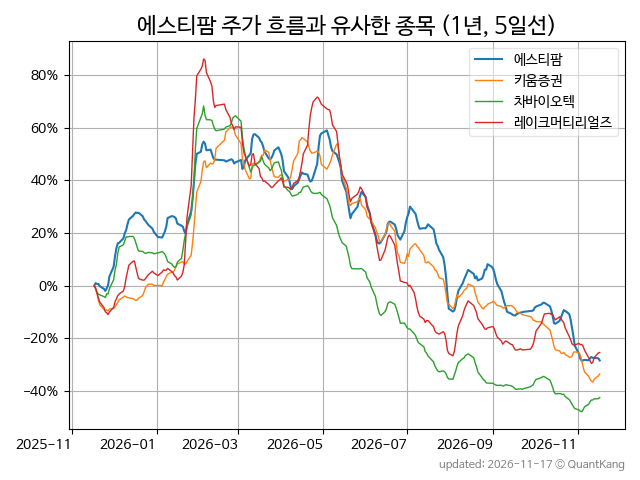 에스티팜 주가 흐름과 유사한 종목 (1년, 5일선)
에스티팜
키움증권
차바이오텍
레이크머티리얼즈
80%
60%
40%
20%
0%
−20%
−40%
2025-11 2026-01 2026-03 2026-05 2026-07 2026-09 2026-11
updated: 2026-11-17 © QuantKang